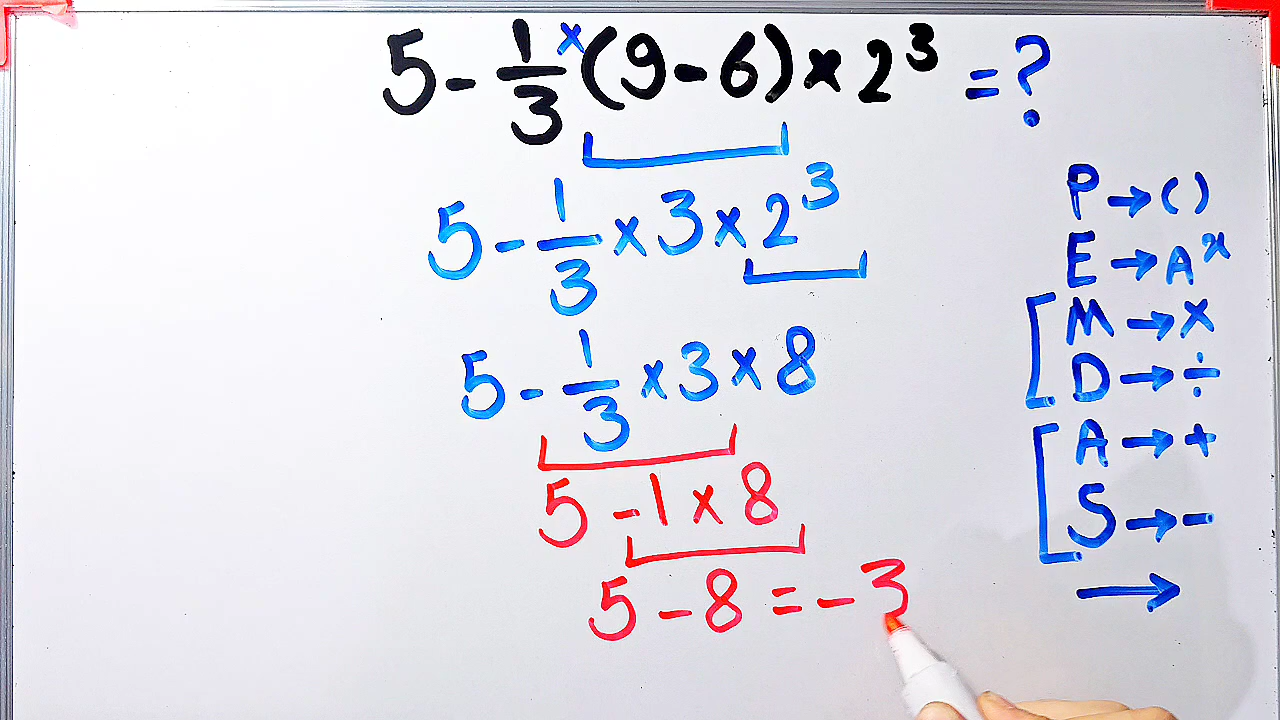 5 - 1/3 × (9 - 6) × 2³ = ?
5 - 1/3 × 3 × 2³
5 - 1/3 × 3 × 8
5 - 1 × 8
5 - 8 = - 3
P → ( )
E → Aˣ
M → ×
D → ÷
A → +
S → -
→